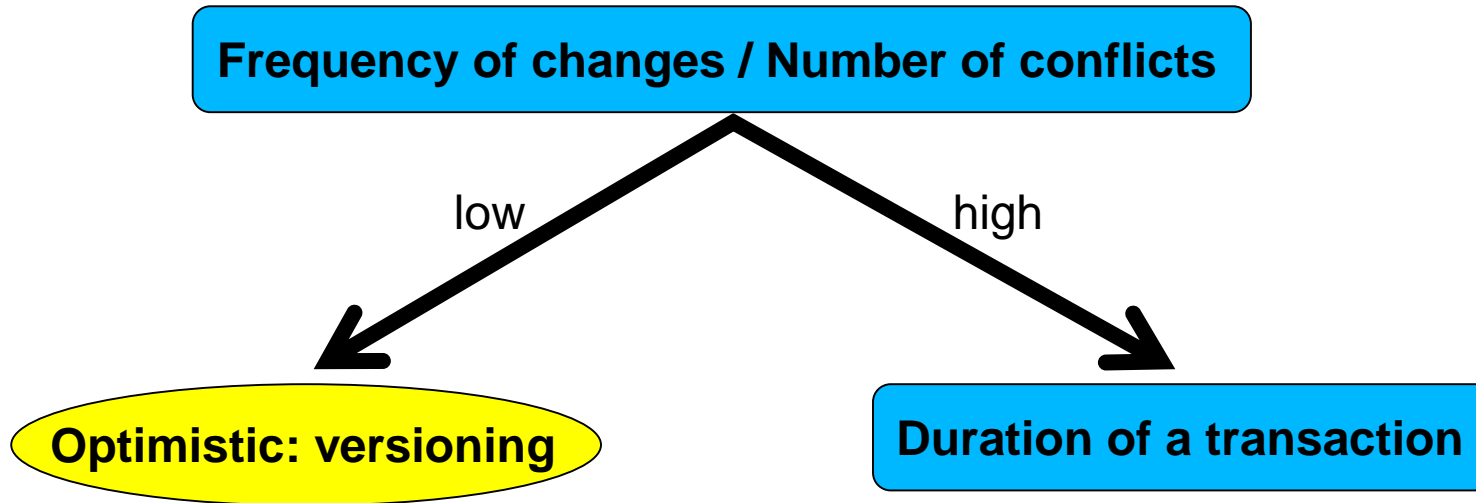 Frequency of changes / Number of conflicts
low
high
Optimistic: versioning
Duration of a transaction